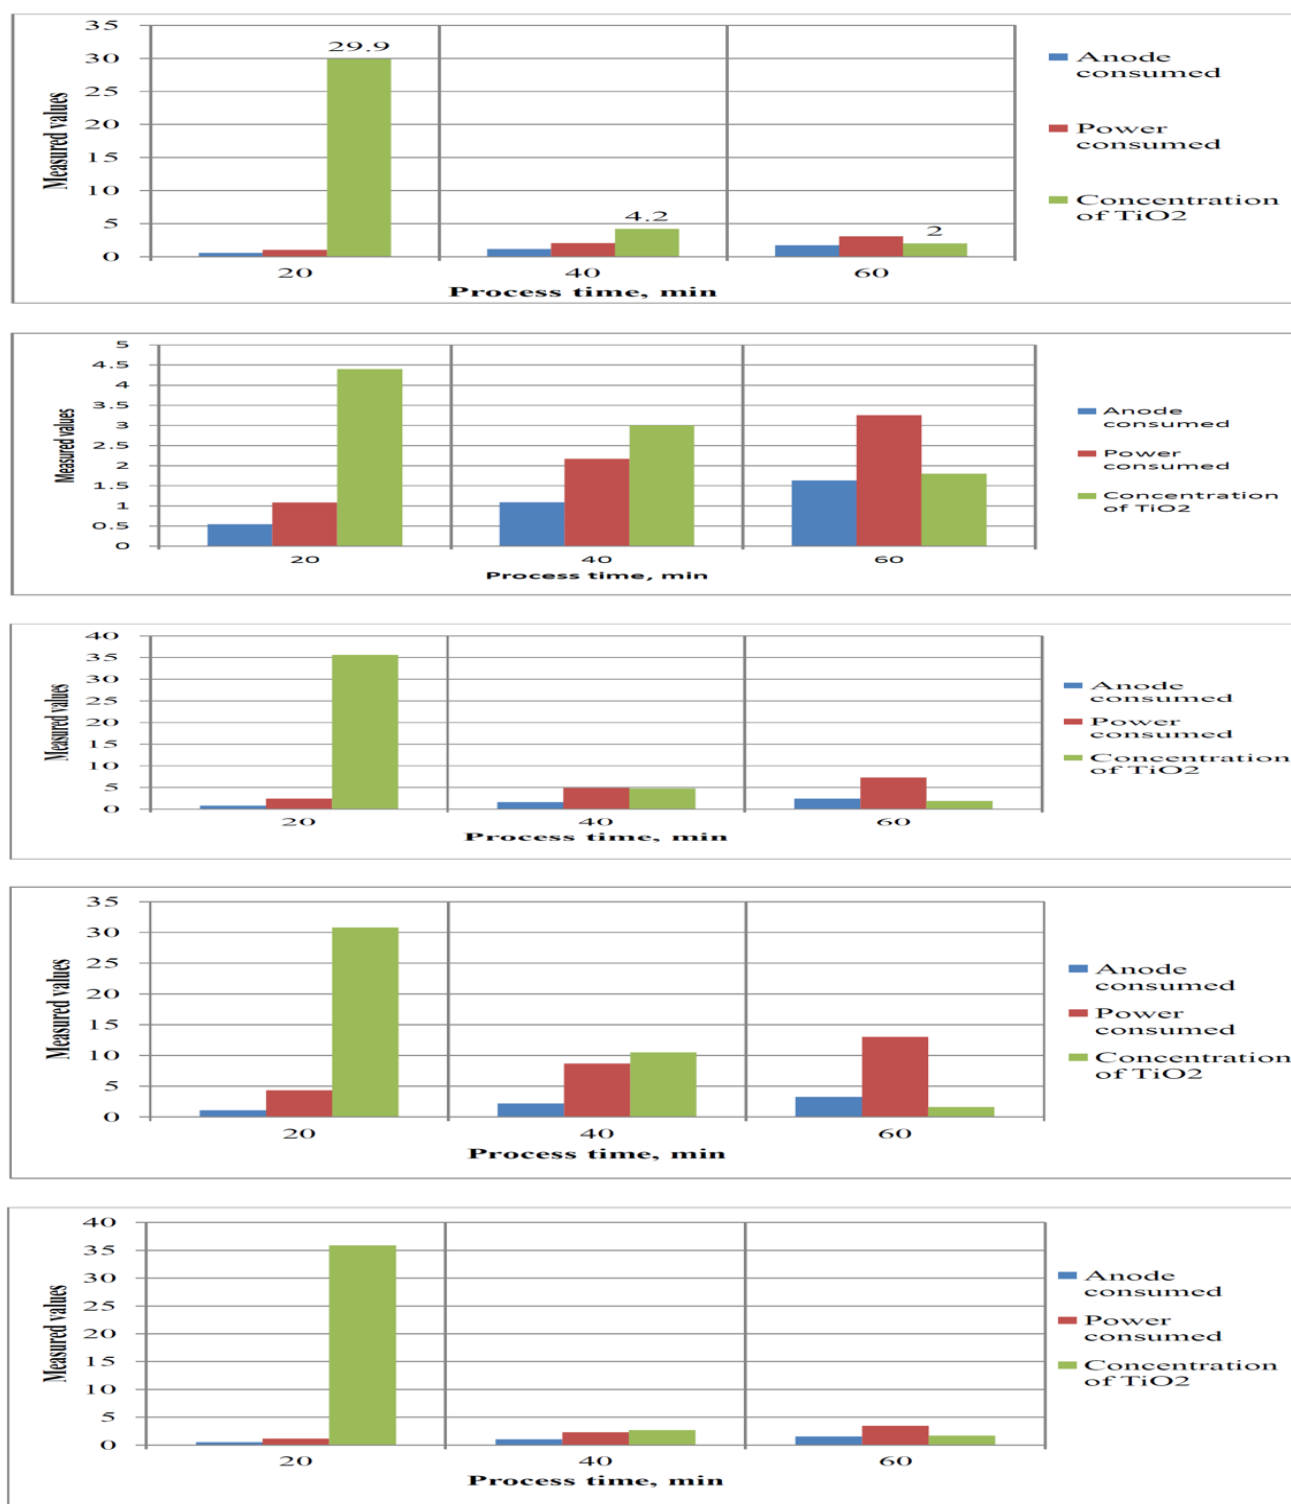 35
30
25
20
15
10
5
0
Measured values
29.9
4.2
2
20
40
60
Process time, min
Anode
consumed
Power
consumed
Concentration
of TiO2
5
4.5
4
3.5
3
2.5
2
1.5
1
0.5
0
Measured values
20
40
60
Process time, min
Anode
consumed
Power
consumed
Concentration
of TiO2
40
35
30
25
20
15
10
5
0
Measured values
20
40
60
Process time, min
Anode
consumed
Power
consumed
Concentration
of TiO2
35
30
25
20
15
10
5
0
Measured values
20
40
60
Process time, min
Anode
consumed
Power
consumed
Concentration
of TiO2
40
35
30
25
20
15
10
5
0
Measured values
20
40
60
Process time, min
Anode
consumed
Power
consumed
Concentration
of TiO2